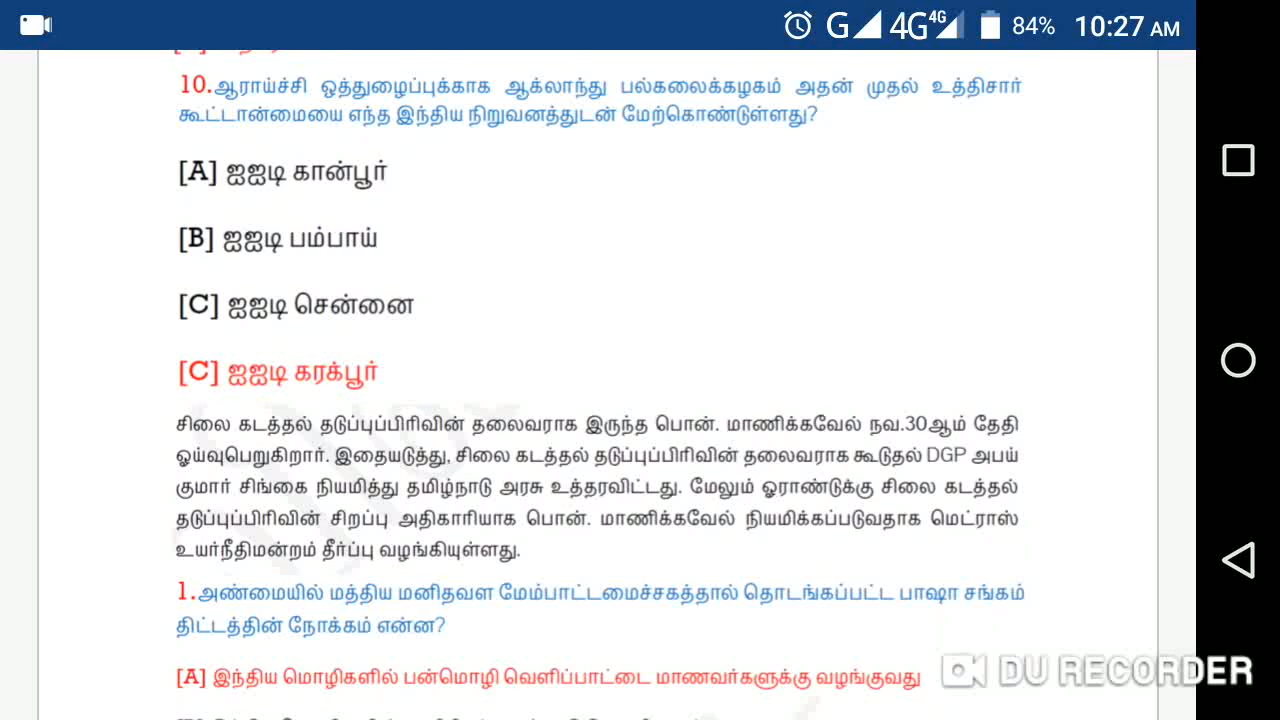 G 4G 4G 84% 10:27 AM
10.ஆராய்ச்சி ஒத்துழைப்புக்காக ஆக்லாந்து பல்கலைக்கழகம் அதன் முதல் உத்திசார்
கூட்டான்மையை எந்த இந்திய நிறுவனத்துடன் மேற்கொண்டுள்ளது?
[A] ஐஐடி கான்பூர்
[B] ஐஐடி பம்பாய்
[C] ஐஐடி சென்னை
[C] ஐஐடி கரக்பூர்
சிலை கடத்தல் தடுப்புப்பிரிவின் தலைவராக இருந்த பொன். மாணிக்கவேல் நவ.30ஆம் தேதி
ஓய்வுபெறுகிறார். இதையடுத்து, சிலை கடத்தல் தடுப்புப்பிரிவின் தலைவராக கூடுதல் DGP அபய்
குமார் சிங்கை நியமித்து தமிழ்நாடு அரசு உத்தரவிட்டது. மேலும் ஓராண்டுக்கு சிலை கடத்தல்
தடுப்புப்பிரிவின் சிறப்பு அதிகாரியாக பொன். மாணிக்கவேல் நியமிக்கப்படுவதாக மெட்ராஸ்
உயர்நீதிமன்றம் தீர்ப்பு வழங்கியுள்ளது.
1.அண்மையில் மத்திய மனிதவள மேம்பாட்டமைச்சகத்தால் தொடங்கப்பட்ட பாஷா சங்கம்
திட்டத்தின் நோக்கம் என்ன?
[A] இந்திய மொழிகளில் பன்மொழி வெளிப்பாட்டை மாணவர்களுக்கு வழங்குவது
DU RECORDER